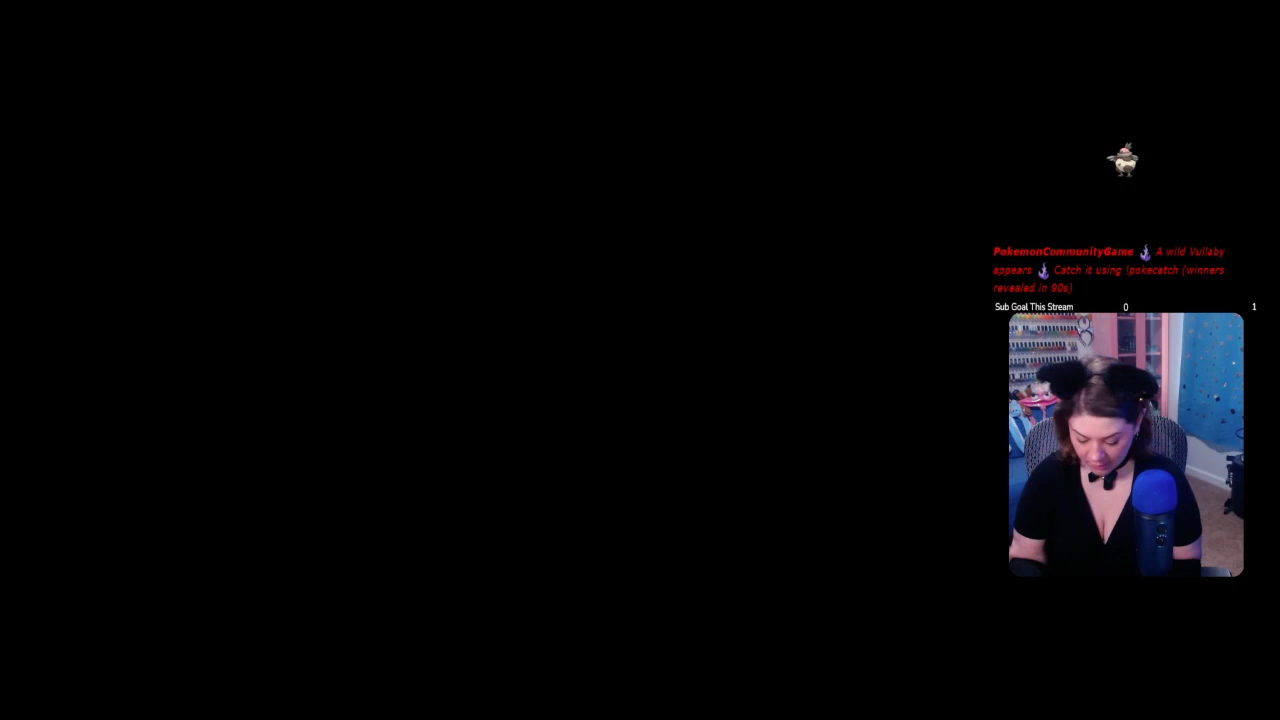 PokemonCommunityGame A wild Vullaby
appears Catch it using !pokecatch (winners
revealed in 90s)
Sub Goal This Stream 0 1